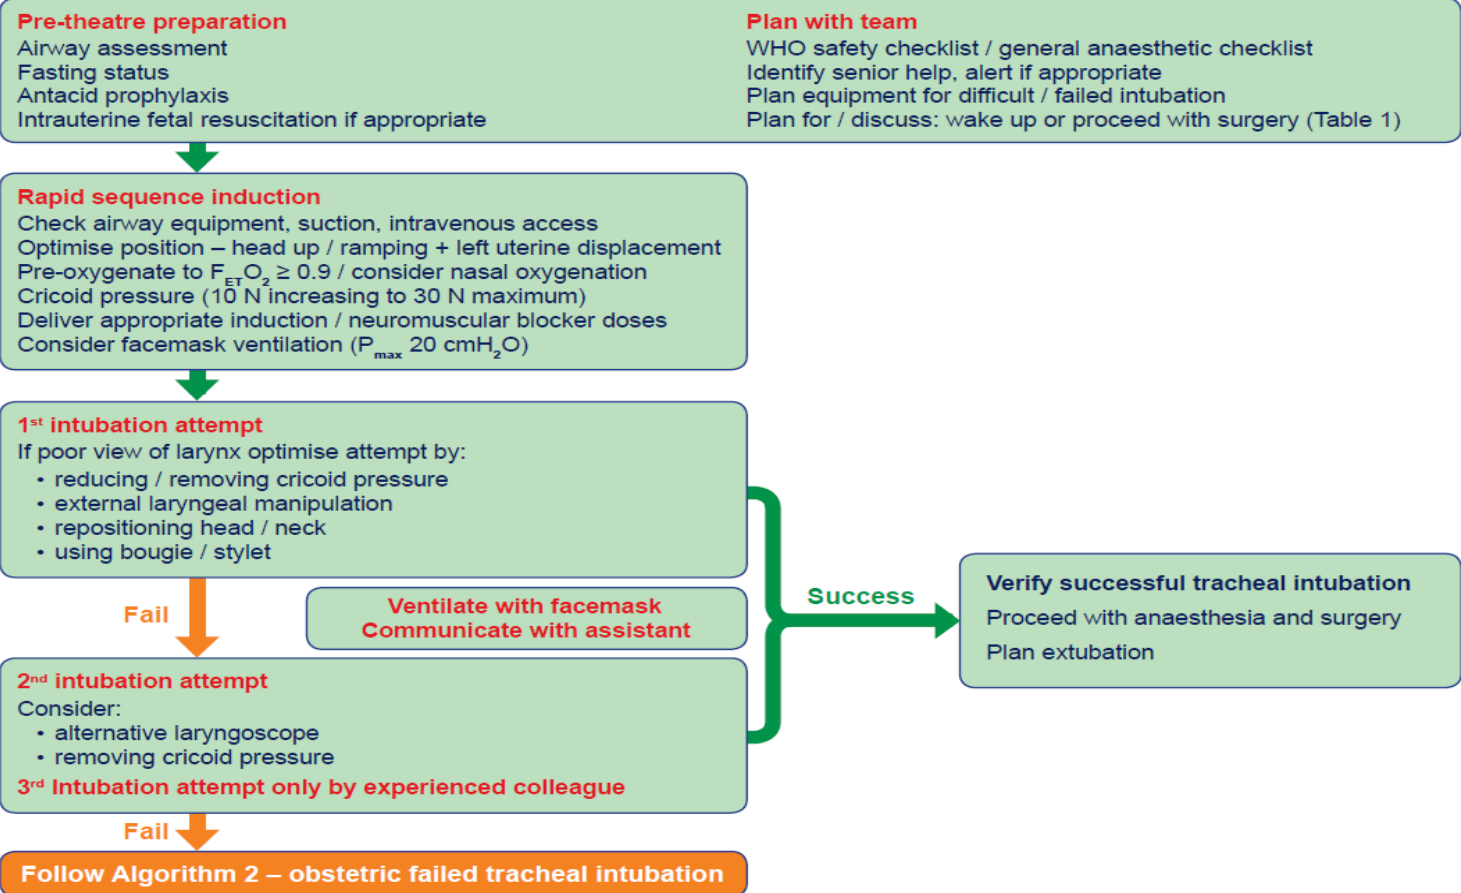 Pre-theatre preparation
Airway assessment
Fasting status
Antacid prophylaxis
Intrauterine fetal resuscitation if appropriate
Plan with team
WHO safety checklist / general anaesthetic checklist
Identify senior help, alert if appropriate
Plan equipment for difficult / failed intubation
Plan for / discuss: wake up or proceed with surgery (Table 1)
Rapid sequence induction
Check airway equipment, suction, intravenous access
Optimise position – head up / ramping + left uterine displacement
Pre-oxygenate to FETO2 ≥ 0.9 / consider nasal oxygenation
Cricoid pressure (10 N increasing to 30 N maximum)
Deliver appropriate induction / neuromuscular blocker doses
Consider facemask ventilation (Pmax 20 cmH2O)
1st intubation attempt
If poor view of larynx optimise attempt by:
• reducing / removing cricoid pressure
• external laryngeal manipulation
• repositioning head / neck
• using bougie / stylet
Fail
Ventilate with facemask
Communicate with assistant
Success
Verify successful tracheal intubation
Proceed with anaesthesia and surgery
Plan extubation
2nd intubation attempt
Consider:
• alternative laryngoscope
• removing cricoid pressure
3rd Intubation attempt only by experienced colleague
Fail
Follow Algorithm 2 – obstetric failed tracheal intubation